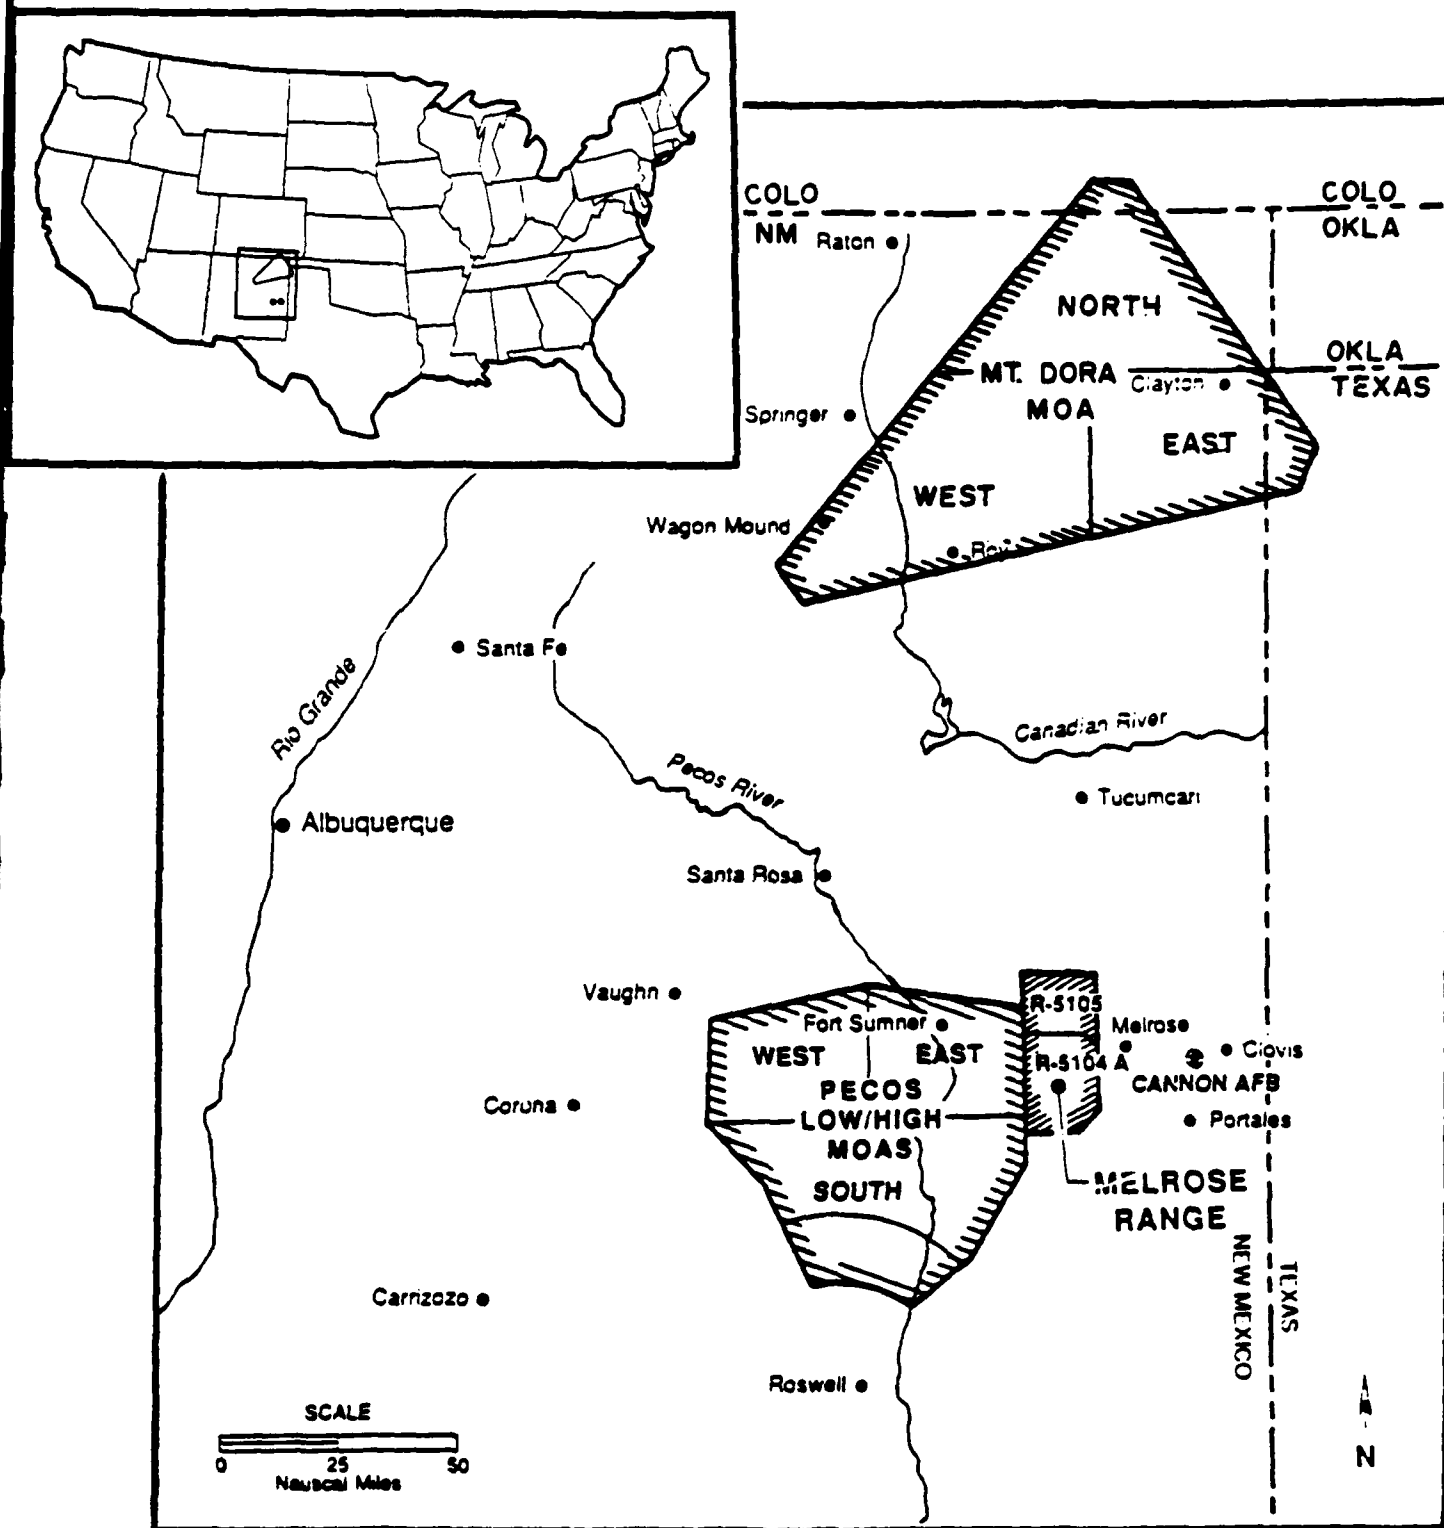 COLO
COLO
NM
Raton
OKLA
NORTH
OKLA
MT. DORA
Clayton
TEXAS
MOA
Springer
EAST
WEST
Wagon Mound
Roy
Santa Fe
Rio Grande
Canadian River
Pecos River
Tucumcari
Albuquerque
Santa Rosa
Vaughn
R-5105
Fort Sumner
Melrose
WEST
EAST
R-5104 A
Clovis
PECOS
CANNON AFB
Coruna
LOW/HIGH
Portales
MOAS
SOUTH
MELROSE
RANGE
NEW MEXICO
TEXAS
Carrizozo
Roswell
SCALE
0 25 50
N